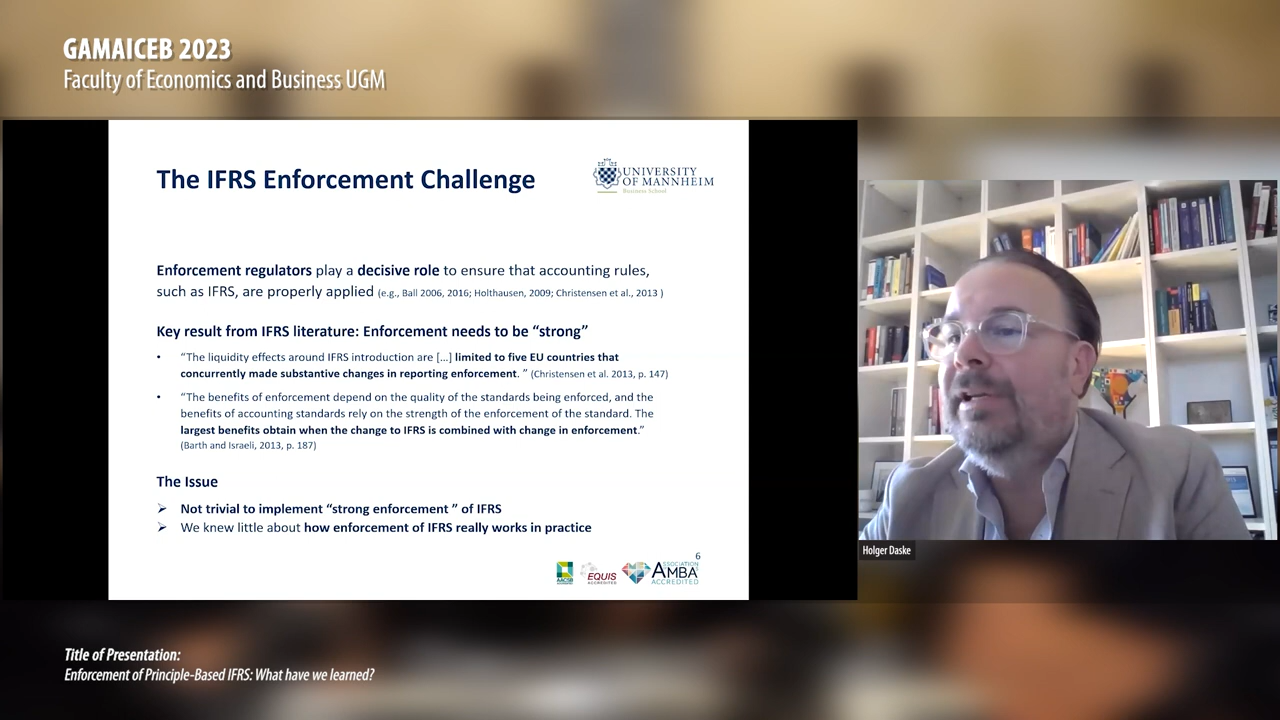 GAMAICEB 2023
Faculty of Economics and Business UGM
The IFRS Enforcement Challenge
UNIVERSITY
OF MANNHEIM
Business School
Enforcement regulators play a decisive role to ensure that accounting rules,
such as IFRS, are properly applied (e.g., Ball 2006, 2016; Holthausen, 2009; Christensen et al., 2013 )
Key result from IFRS literature: Enforcement needs to be “strong”
• “The liquidity effects around IFRS introduction are [...] limited to five EU countries that
concurrently made substantive changes in reporting enforcement. ” (Christensen et al. 2013, p. 147)
• “The benefits of enforcement depend on the quality of the standards being enforced, and the
benefits of accounting standards rely on the strength of the enforcement of the standard. The
largest benefits obtain when the change to IFRS is combined with change in enforcement.”
(Barth and Israeli, 2013, p. 187)
The Issue
➢ Not trivial to implement “strong enforcement ” of IFRS
➢ We knew little about how enforcement of IFRS really works in practice
6
AACSB
EQUIS
ACCREDITED
ASSOCIATION
AMBA
ACCREDITED
Holger Daske
Title of Presentation:
Enforcement of Principle-Based IFRS: What have we learned?